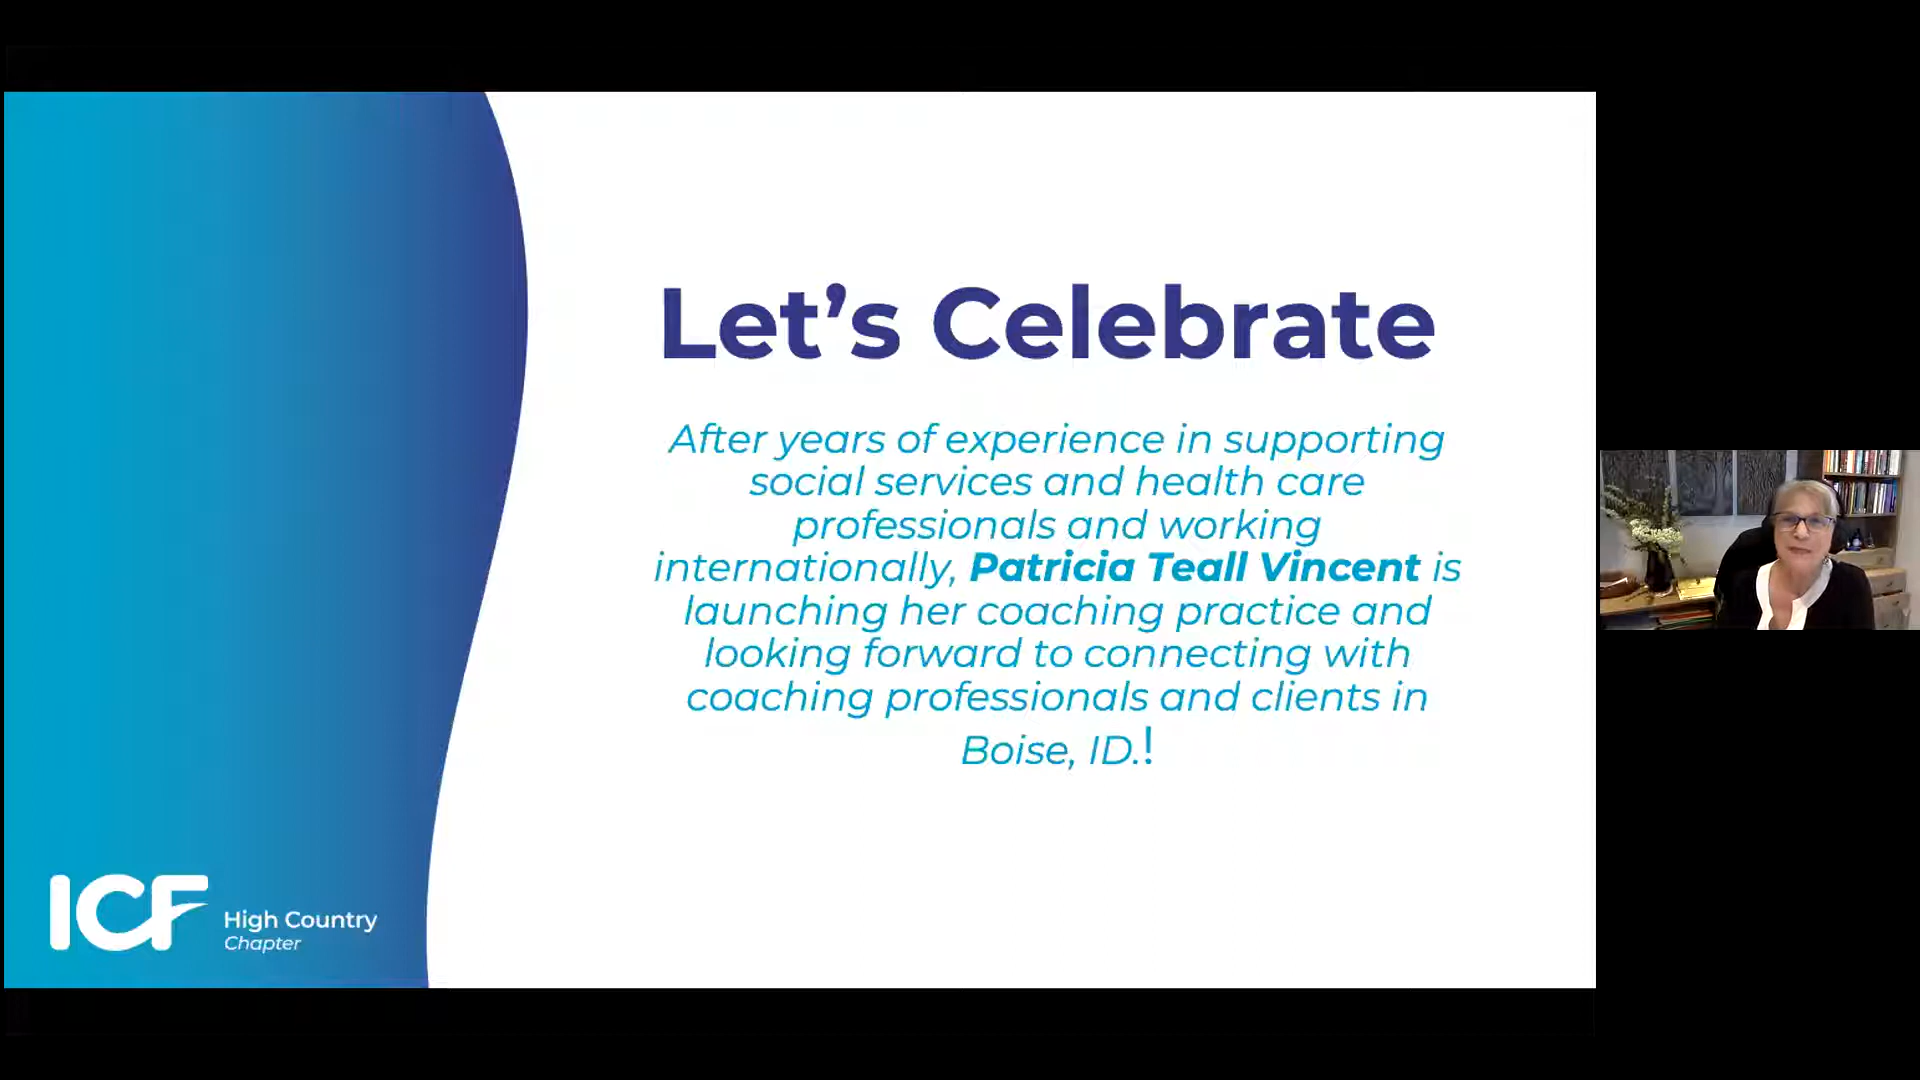 Let’s Celebrate
After years of experience in supporting
social services and health care
professionals and working
internationally, Patricia Teall Vincent is
launching her coaching practice and
looking forward to connecting with
coaching professionals and clients in
Boise, ID.!
ICF
High Country
Chapter